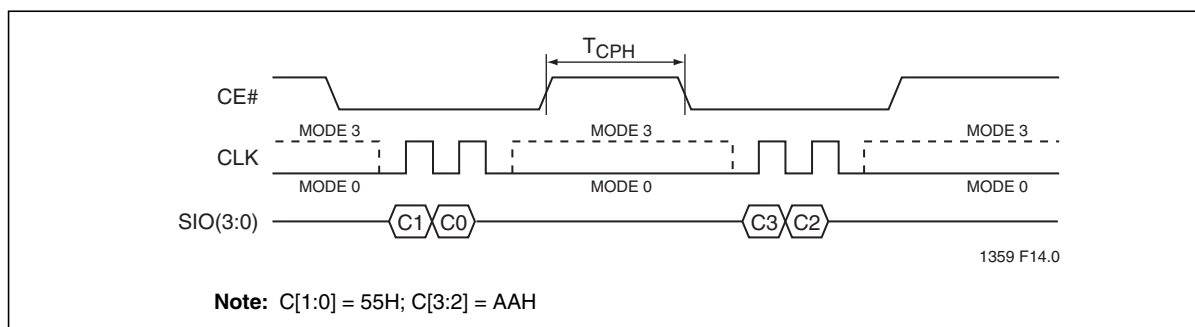 TCPH
CE#
MODE 3 MODE 3 MODE 3
CLK
MODE 0 MODE 0 MODE 0
SIO(3:0) C1 C0 C3 C2
1359 F14.0
Note: C[1:0] = 55H; C[3:2] = AAH